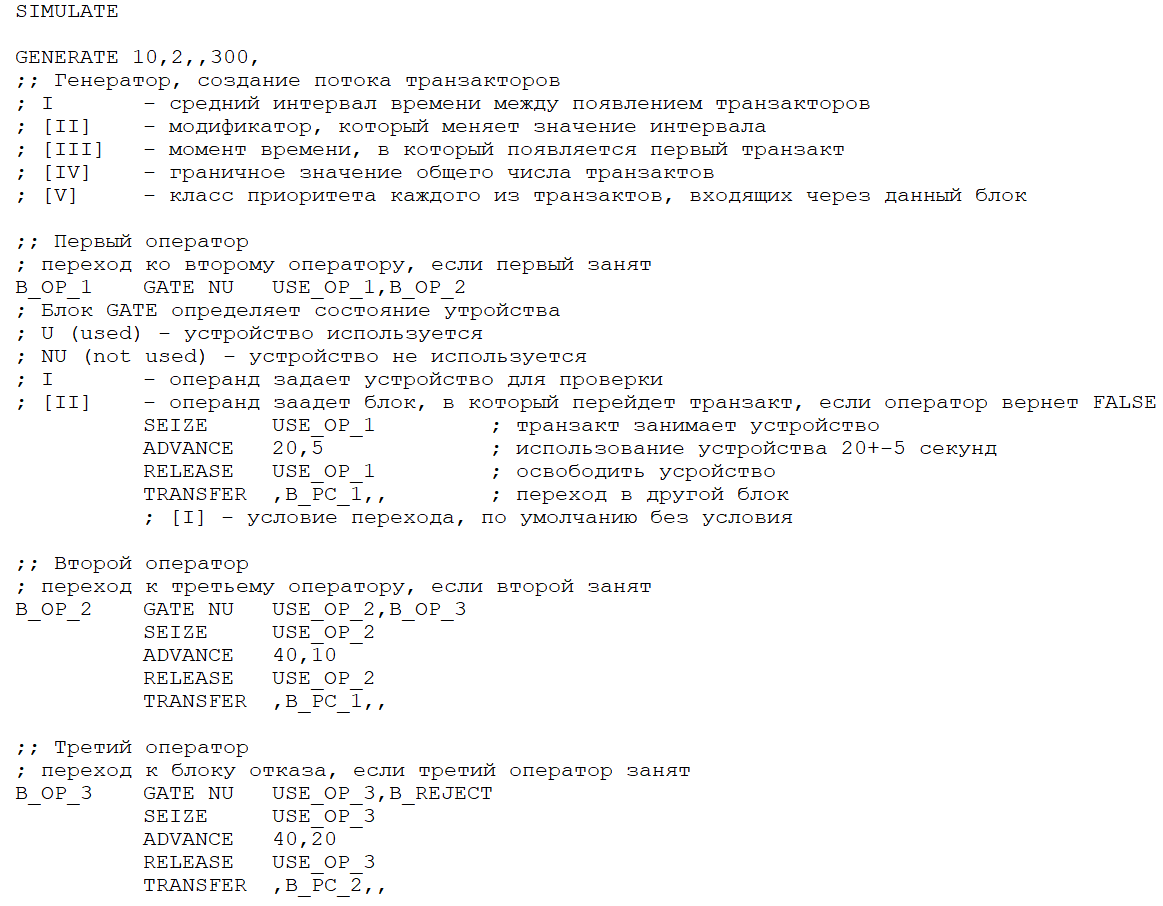 SIMULATE
GENERATE 10,2,,300,
;; Генератор, создание потока транзакторов
; I – средний интервал времени между появлением транзакторов
; [II] – модификатор, который меняет значение интервала
; [III] – момент времени, в который появляется первый транзакт
; [IV] – граничное значение общего числа транзактов
; [V] – класс приоритета каждого из транзактов, входящих через данный блок
;; Первый оператор
; переход ко второму оператору, если первый занят
B_OP_1 GATE NU USE_OP_1,B_OP_2
; Блок GATE определяет состояние утройства
; U (used) – устройство используется
; NU (not used) – устройство не используется
; I – операнд задает устройство для проверки
; [II] – операнд заадет блок, в который перейдет транзакт, если оператор вернет FALSE
SEIZE USE_OP_1 ; транзакт занимает устройство
ADVANCE 20,5 ; использование устройства 20+–5 секунд
RELEASE USE_OP_1 ; освободить усройство
TRANSFER ,B_PC_1,, ; переход в другой блок
; [I] – условие перехода, по умолчанию без условия
;; Второй оператор
; переход к третьему оператору, если второй занят
B_OP_2 GATE NU USE_OP_2,B_OP_3
SEIZE USE_OP_2
ADVANCE 40,10
RELEASE USE_OP_2
TRANSFER ,B_PC_1,,
;; Третий оператор
; переход к блоку отказа, если третий оператор занят
B_OP_3 GATE NU USE_OP_3,B_REJECT
SEIZE USE_OP_3
ADVANCE 40,20
RELEASE USE_OP_3
TRANSFER ,B_PC_2,,